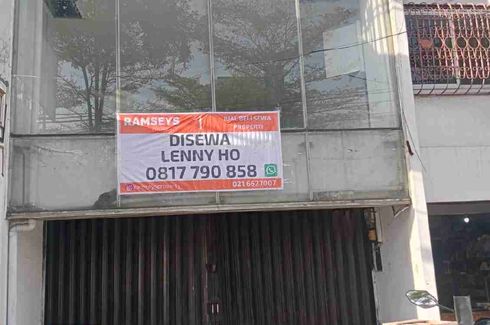 RAMSEYS
JUAL BELI SEWA
PROPERTI
DISEWA
LENNY HO
0817 790 858
021 6627007